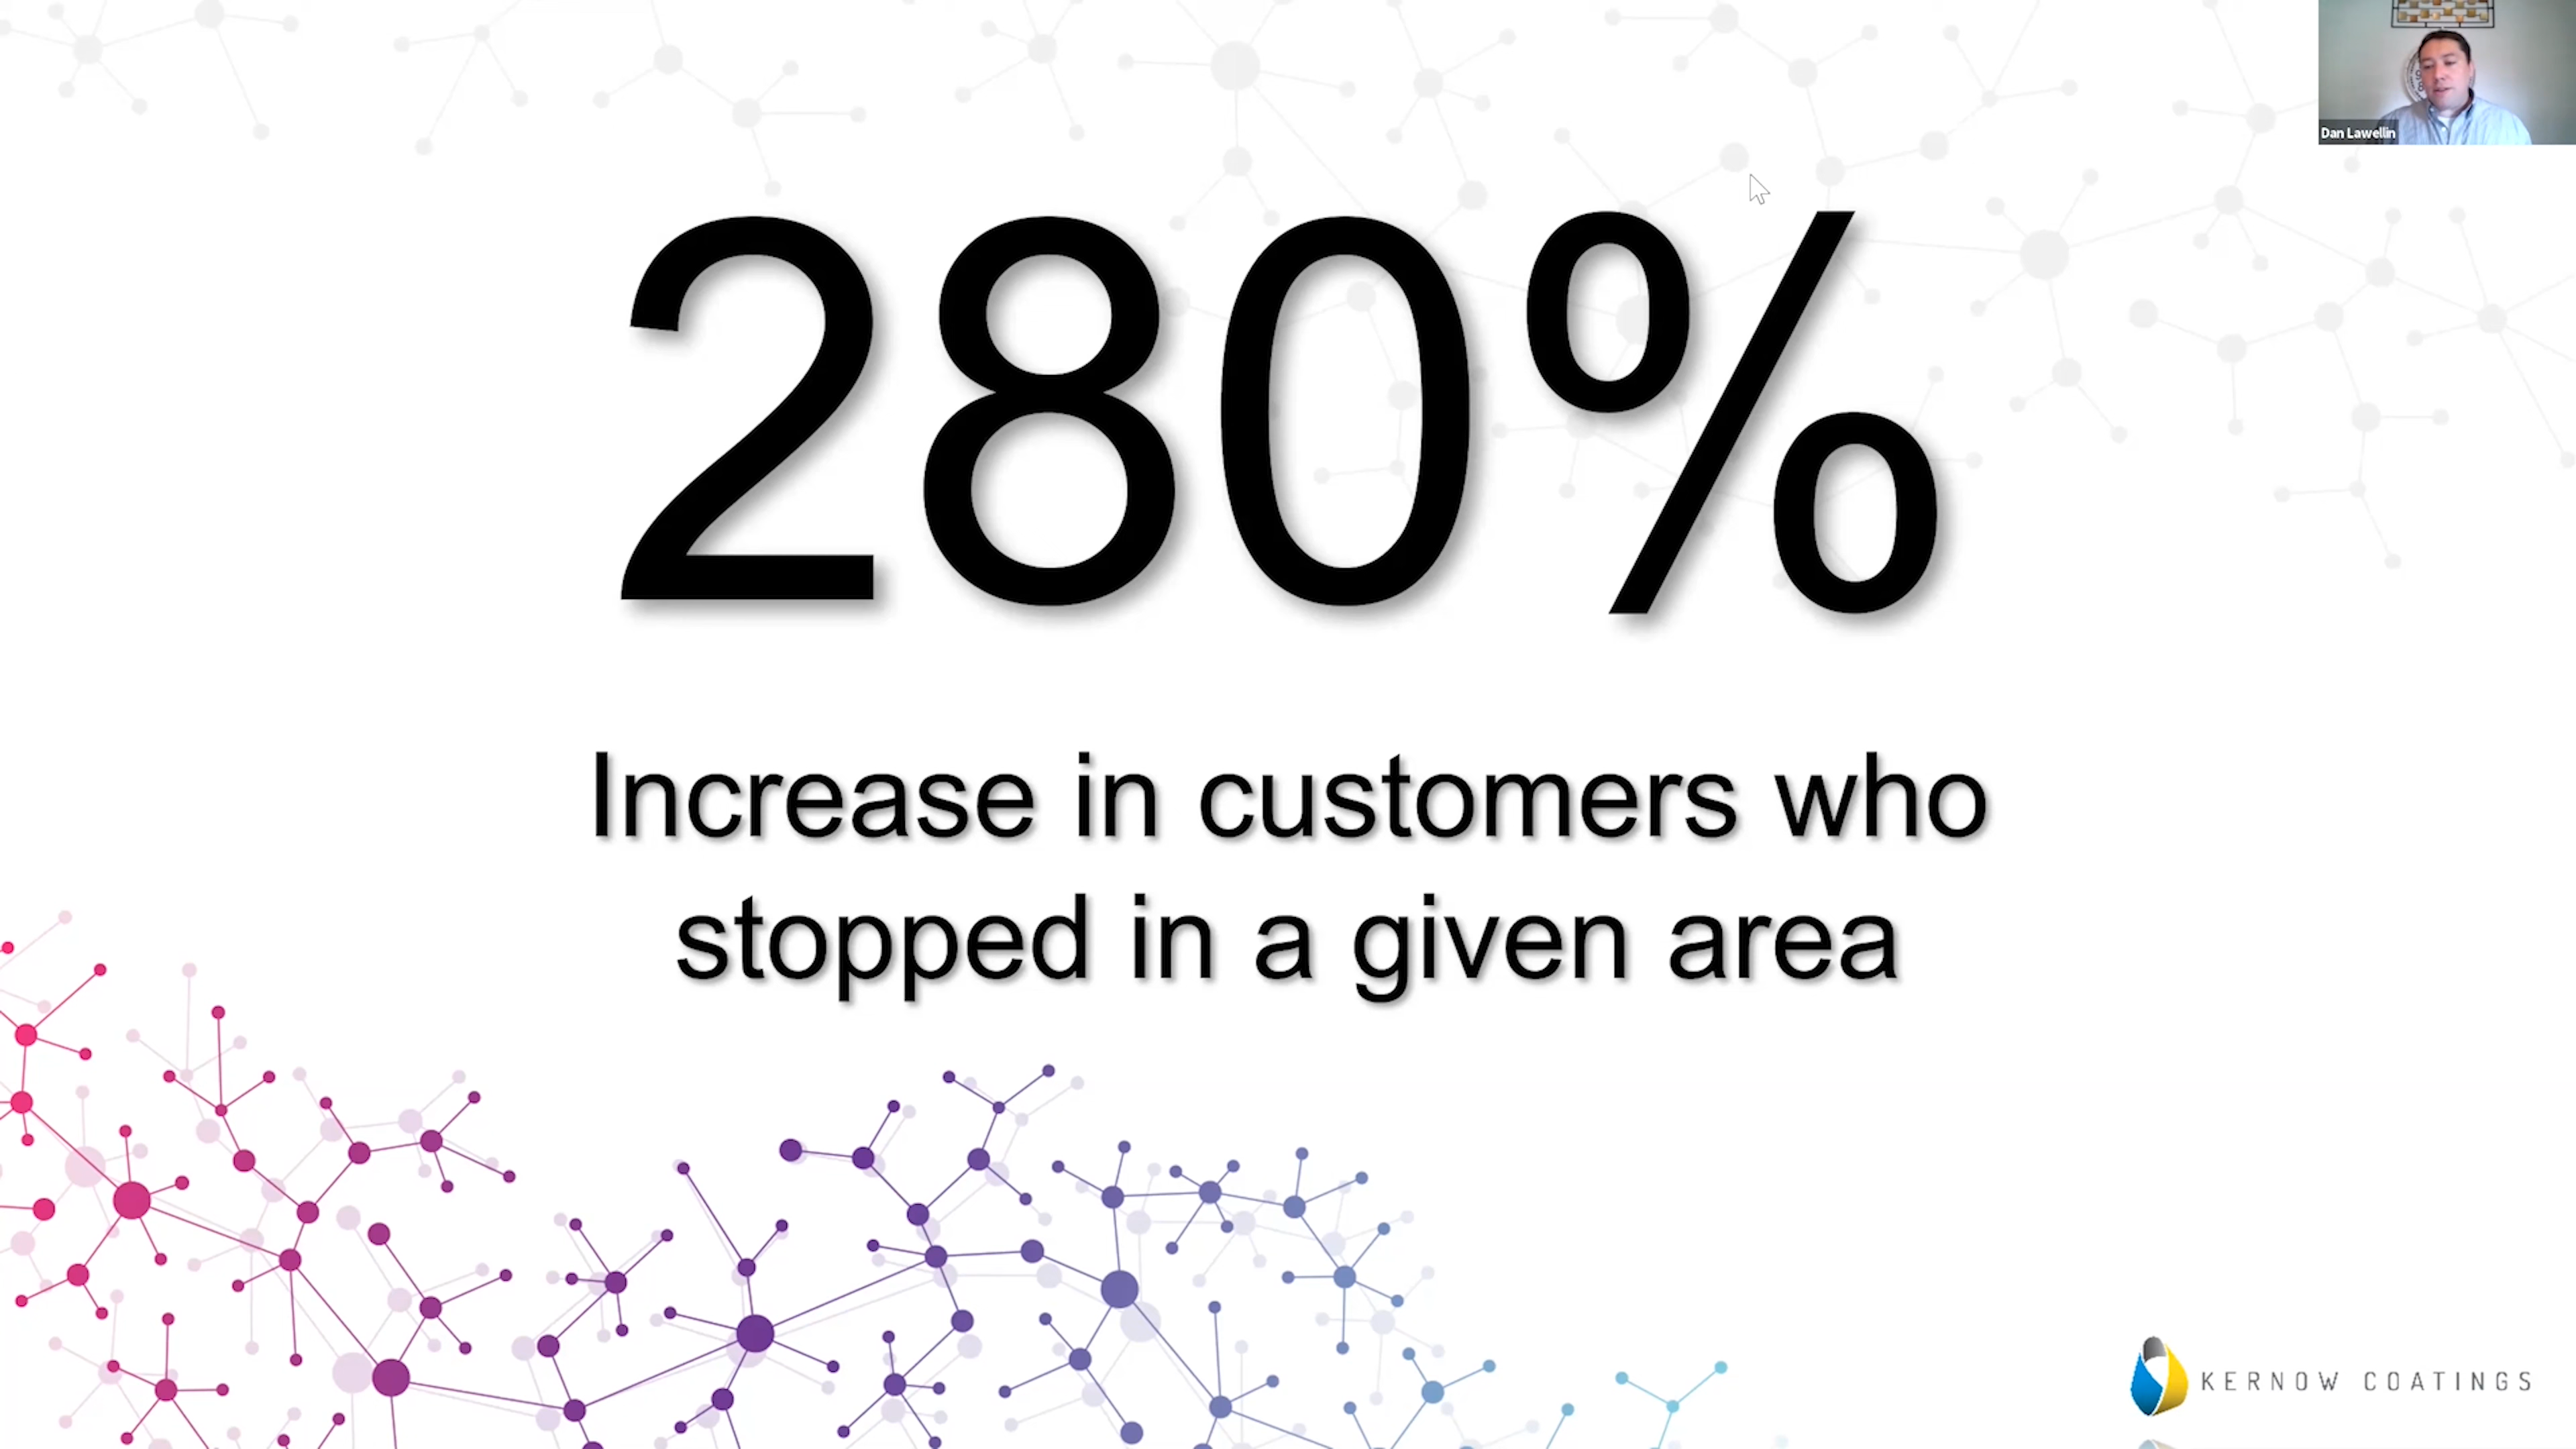 Dan Lawellin
280%
Increase in customers who
stopped in a given area
KERNOW COATINGS